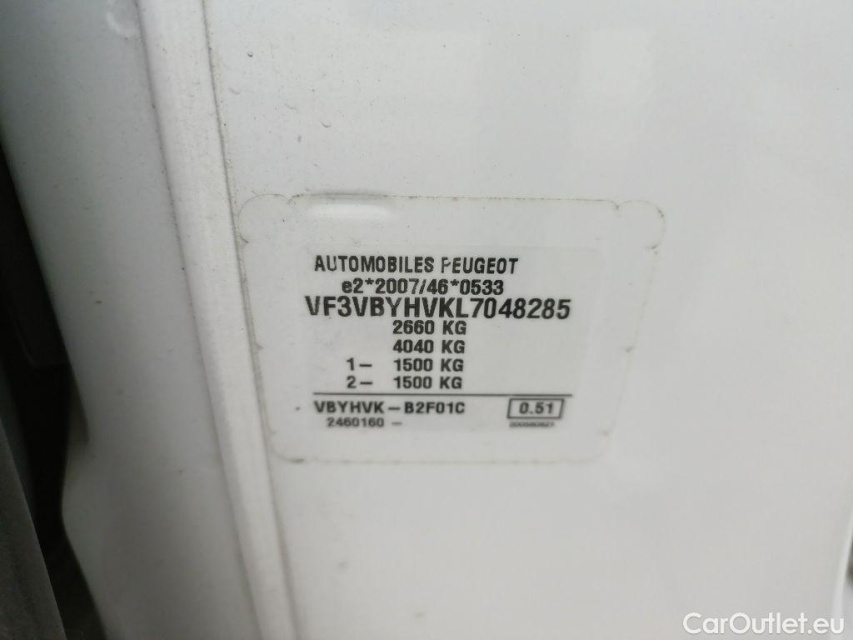 AUTOMOBILES PEUGEOT
e2*2007/46*0533
VF3VBYHVKL7048285
2660 KG
4040 KG
1- 1500 KG
2- 1500 KG
VBYHVK-B2F01C 0.51
2460160 -
CarOutlet.eu